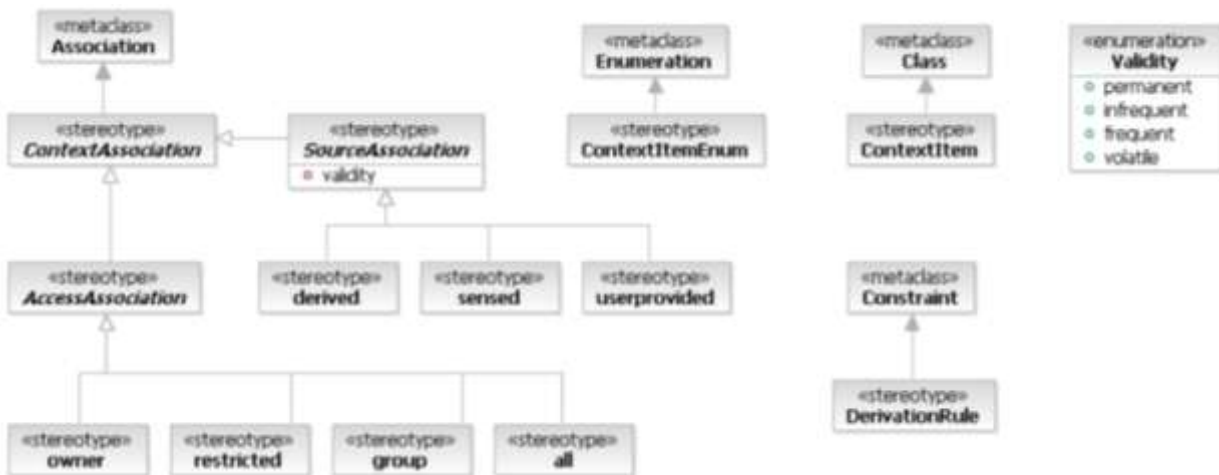 «metaclass»
Association
«metaclass»
Enumeration
«metaclass»
Class
«enumeration»
Validity
permanent
infrequent
frequent
volatile
«stereotype»
ContextAssociation
«stereotype»
SourceAssociation
validity
«stereotype»
ContextItemEnum
«stereotype»
ContextItem
«stereotype»
AccessAssociation
«stereotype»
derived
«stereotype»
sensed
«stereotype»
userprovided
«metaclass»
Constraint
«stereotype»
DerivationRule
«stereotype»
owner
«stereotype»
restricted
«stereotype»
group
«stereotype»
all